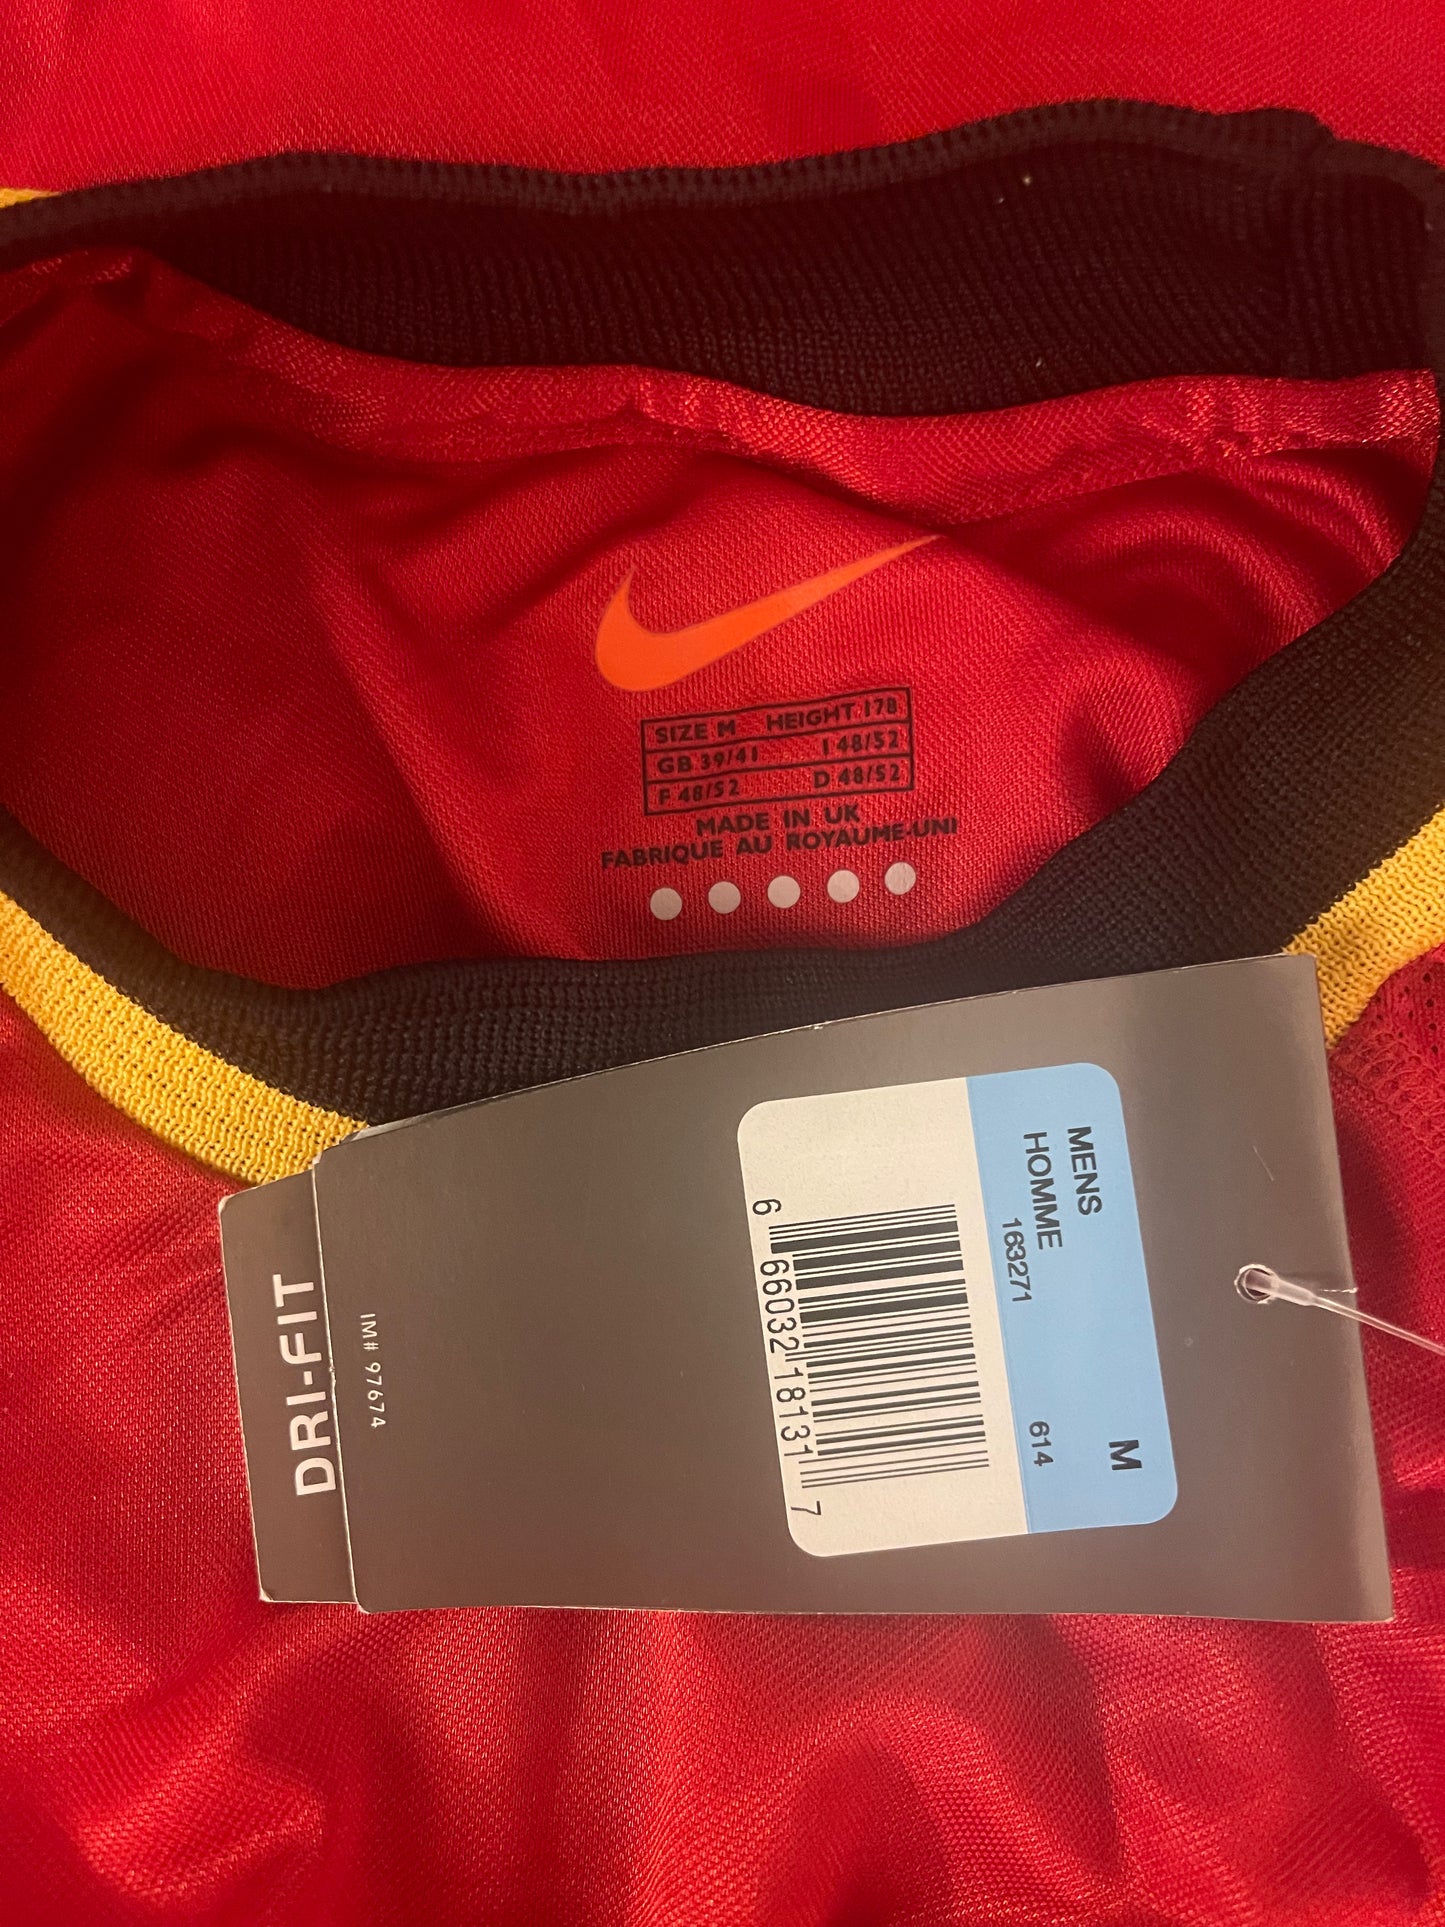 SIZE M HEIGHT 178
GB 39/41 I 48/52
F 48/52 D 48/52
MADE IN UK
FABRIQUE AU ROYAUME-UNI
MENS
HOMME
163271 614
M
6 66032 18131 7
IM# 97674
DRI-FIT